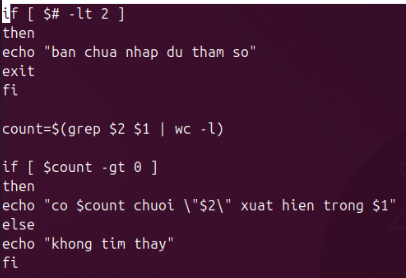 if [ $# -lt 2 ]
then
echo "ban chua nhap du tham so"
exit
fi
count=$(grep $2 $1 | wc -l)
if [ $count -gt 0 ]
then
echo "co $count chuoi \"$2\" xuat hien trong $1"
else
echo "khong tim thay"
fi